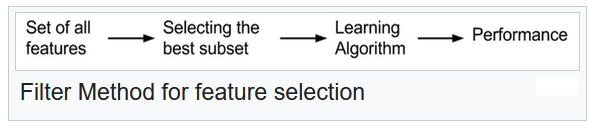 Set of all features
Selecting the best subset
Learning Algorithm
Performance
Filter Method for feature selection